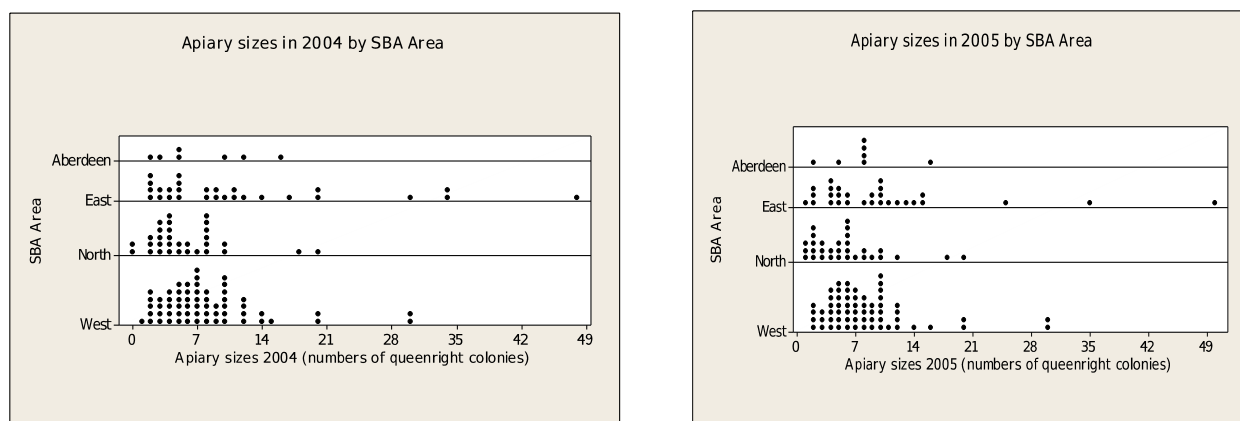 Apiary sizes in 2004 by SBA Area
SBA Area
Aberdeen
East
North
West
0 7 14 21 28 35 42 49
Apiary sizes 2004 (numbers of queenright colonies)
Apiary sizes in 2005 by SBA Area
SBA Area
Aberdeen
East
North
West
0 7 14 21 28 35 42 49
Apiary sizes 2005 (numbers of queenright colonies)